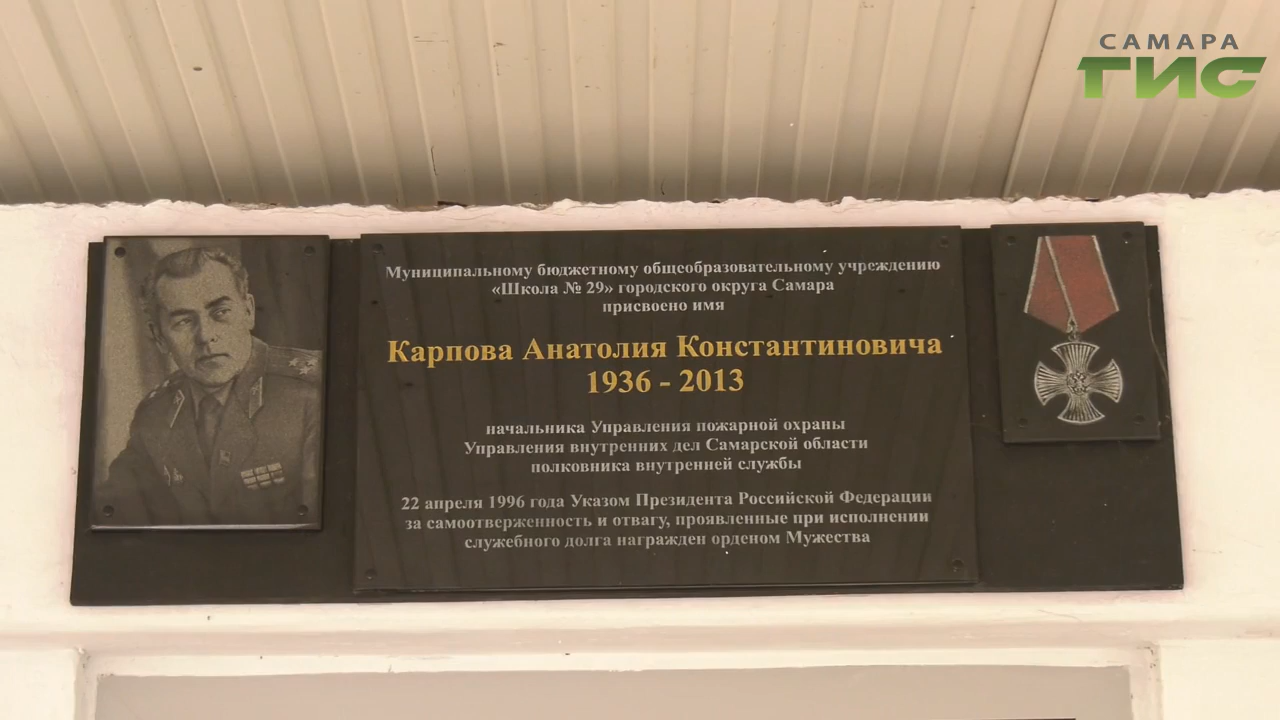 САМАРА
ГИС
Муниципальному бюджетному общеобразовательному учреждению
«Школа № 29» городского округа Самара
присвоено имя
Карпова Анатолия Константиновича
1936 - 2013
начальника Управления пожарной охраны
Управления внутренних дел Самарской области
полковника внутренней службы
22 апреля 1996 года Указом Президента Российской Федерации
за самоотверженность и отвагу, проявленные при исполнении
служебного долга награжден орденом Мужества